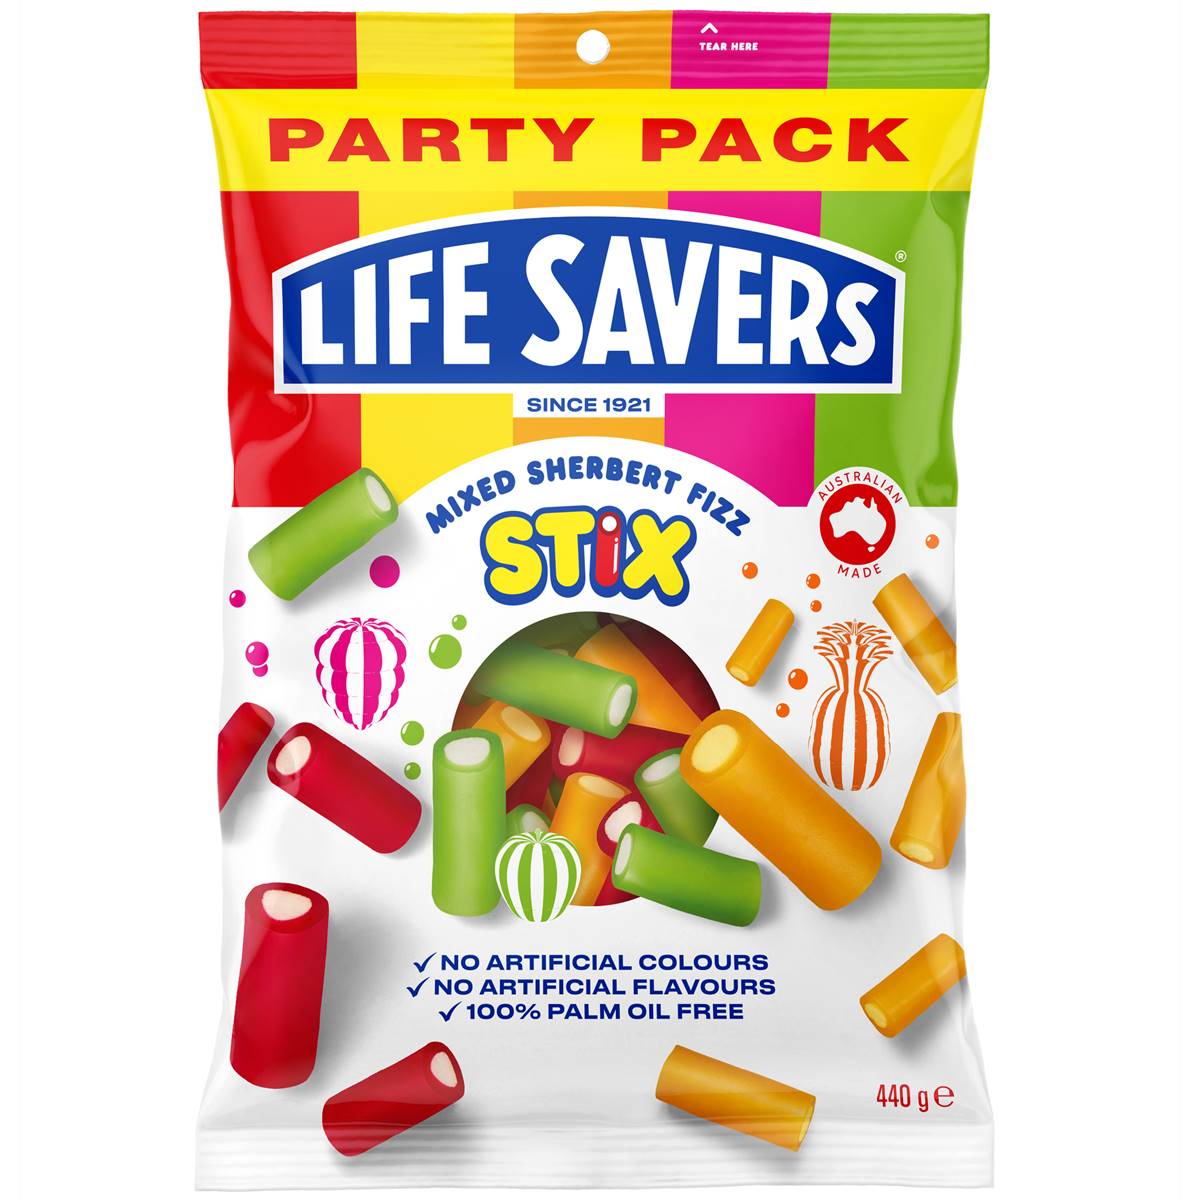 TEAR HERE
PARTY PACK
LIFE SAVERS®
SINCE 1921
MIXED SHERBERT FIZZ
STiX
AUSTRALIAN
MADE
✓ NO ARTIFICIAL COLOURS
✓ NO ARTIFICIAL FLAVOURS
✓ 100% PALM OIL FREE
440 g ℮